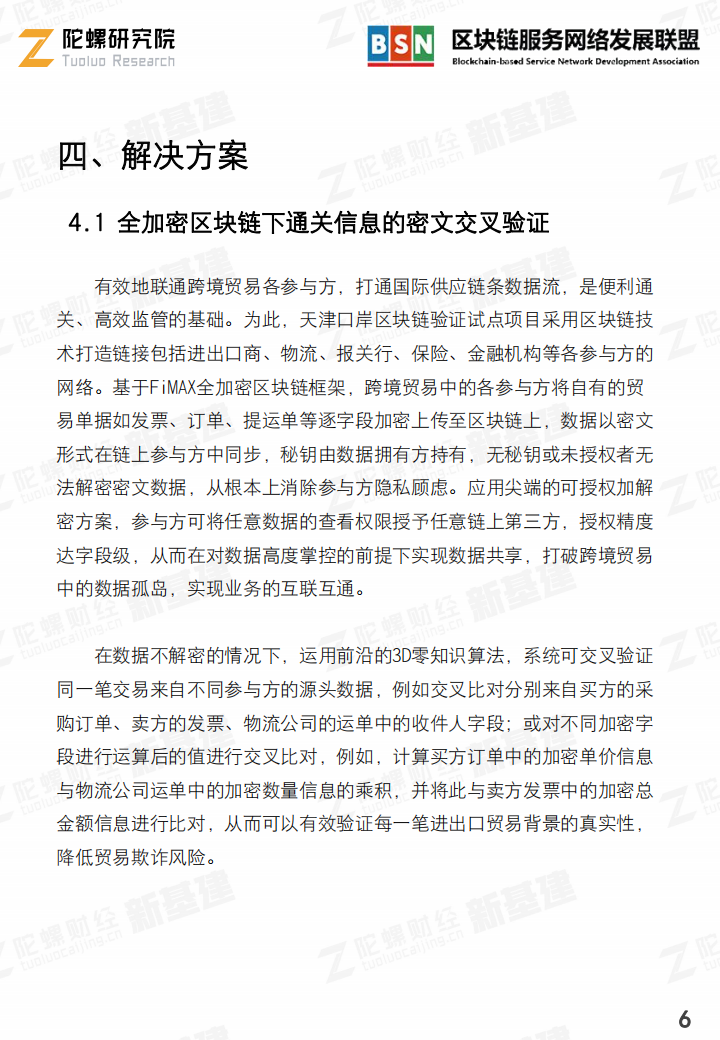 陀螺研究院
Tuoluo Research
BSN
区块链服务网络发展联盟
Blockchain-based Service Network Development Association
四、解决方案
4.1 全加密区块链下通关信息的密文交叉验证
有效地联通跨境贸易各参与方，打通国际供应链条数据流，是便利通
关、高效监管的基础。为此，天津口岸区块链验证试点项目采用区块链技
术打造链接包括进出口商、物流、报关行、保险、金融机构等各参与方的
网络。基于FiMAX全加密区块链框架，跨境贸易中的各参与方将自有的贸
易单据如发票、订单、提运单等逐字段加密上传至区块链上，数据以密文
形式在链上参与方中同步，秘钥由数据拥有方持有，无秘钥或未授权者无
法解密密文数据，从根本上消除参与方隐私顾虑。应用尖端的可授权加解
密方案，参与方可将任意数据的查看权限授予任意链上第三方，授权精度
达字段级，从而在对数据高度掌控的前提下实现数据共享，打破跨境贸易
中的数据孤岛，实现业务的互联互通。
在数据不解密的情况下，运用前沿的3D零知识算法，系统可交叉验证
同一笔交易来自不同参与方的源头数据，例如交叉比对分别来自买方的采
购订单、卖方的发票、物流公司的运单中的收件人字段；或对不同加密字
段进行运算后的值进行交叉比对，例如，计算买方订单中的加密单价信息
与物流公司运单中的加密数量信息的乘积，并将此与卖方发票中的加密总
金额信息进行比对，从而可以有效验证每一笔进出口贸易背景的真实性，
降低贸易欺诈风险。
陀螺财经 新基建
tuoluocaijing.cn
6